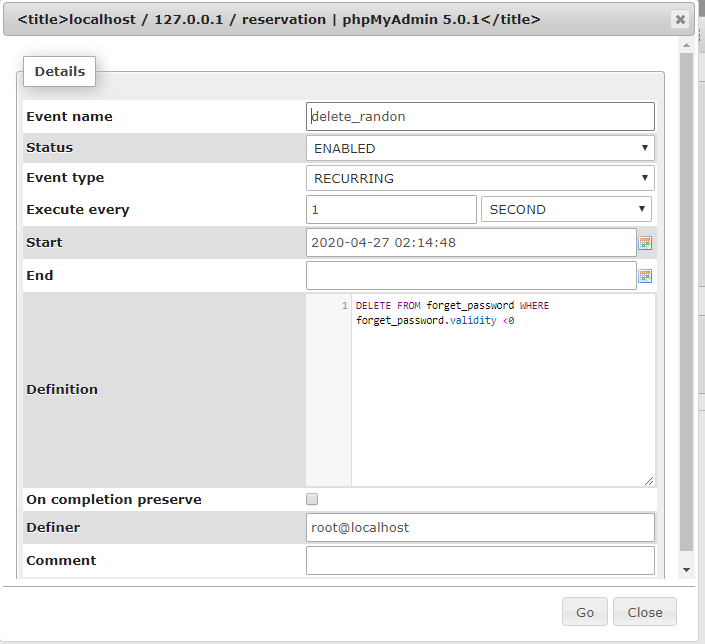 <title>localhost / 127.0.0.1 / reservation | phpMyAdmin 5.0.1</title>
Details
Event name delete_randon
Status ENABLED
Event type RECURRING
Execute every 1 SECOND
Start 2020-04-27 02:14:48
End
1 DELETE FROM forget_password WHERE
forget_password.validity <0
Definition
On completion preserve
Definer root@localhost
Comment
Go Close